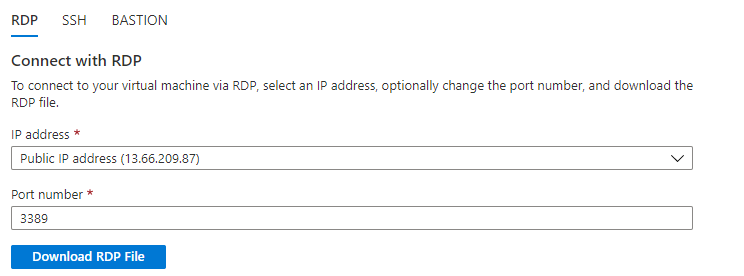 RDP SSH BASTION
Connect with RDP
To connect to your virtual machine via RDP, select an IP address, optionally change the port number, and download the
RDP file.
IP address *
Public IP address (13.66.209.87)
Port number *
3389
Download RDP File